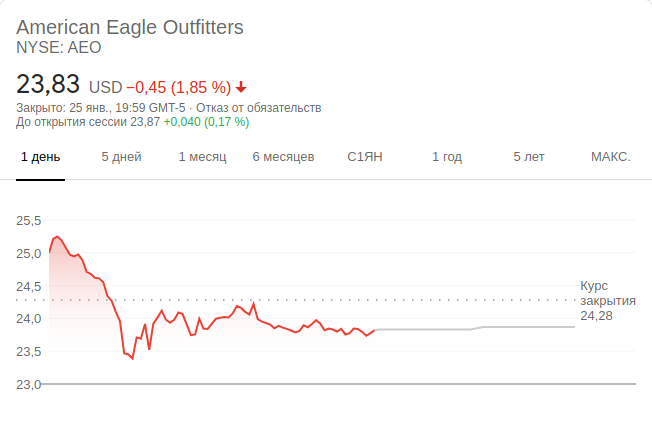 American Eagle Outfitters
NYSE: AEO
23,83 USD −0,45 (1,85 %)
Закрыто: 25 янв., 19:59 GMT-5 · Отказ от обязательств
До открытия сессии 23,87 +0,040 (0,17 %)
1 день 5 дней 1 месяц 6 месяцев С1ЯН 1 год 5 лет МАКС.
25,5
25,0
24,5
24,0
23,5
23,0
Курс
закрытия
24,28